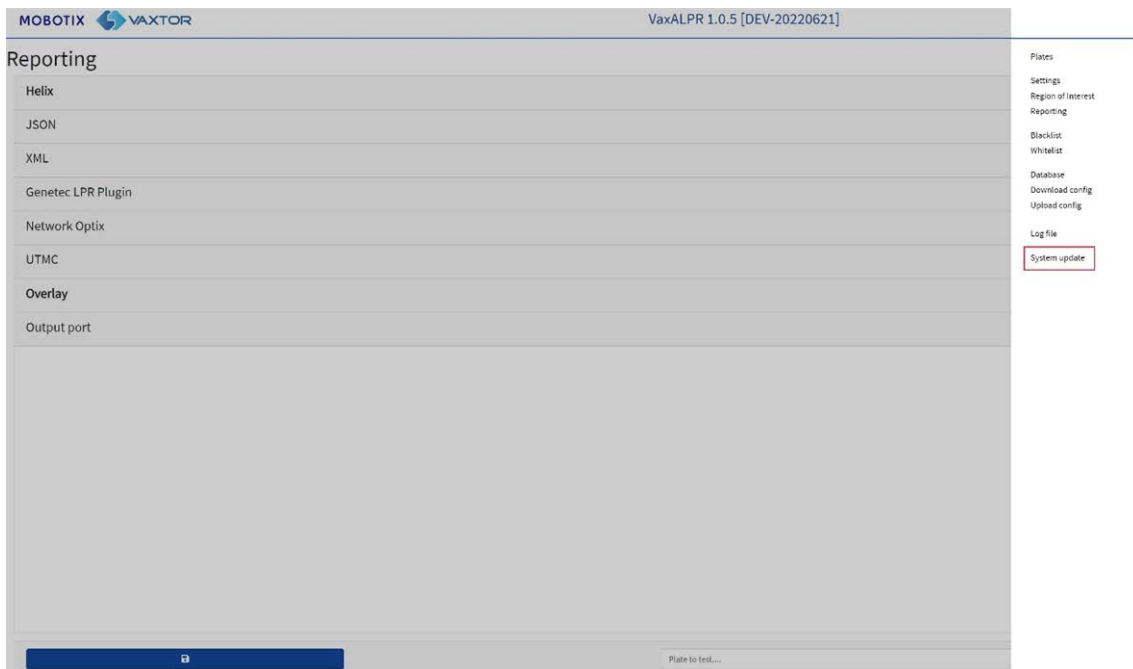 MOBOTIX VAXTOR
VaxALPR 1.0.5 [DEV-20220621]
Reporting
Helix
JSON
XML
Genetec LPR Plugin
Network Optix
UTMC
Overlay
Output port
Plate to test....
Plates
Settings
Region of Interest
Reporting
Blacklist
Whitelist
Database
Download config
Upload config
Log file
System update